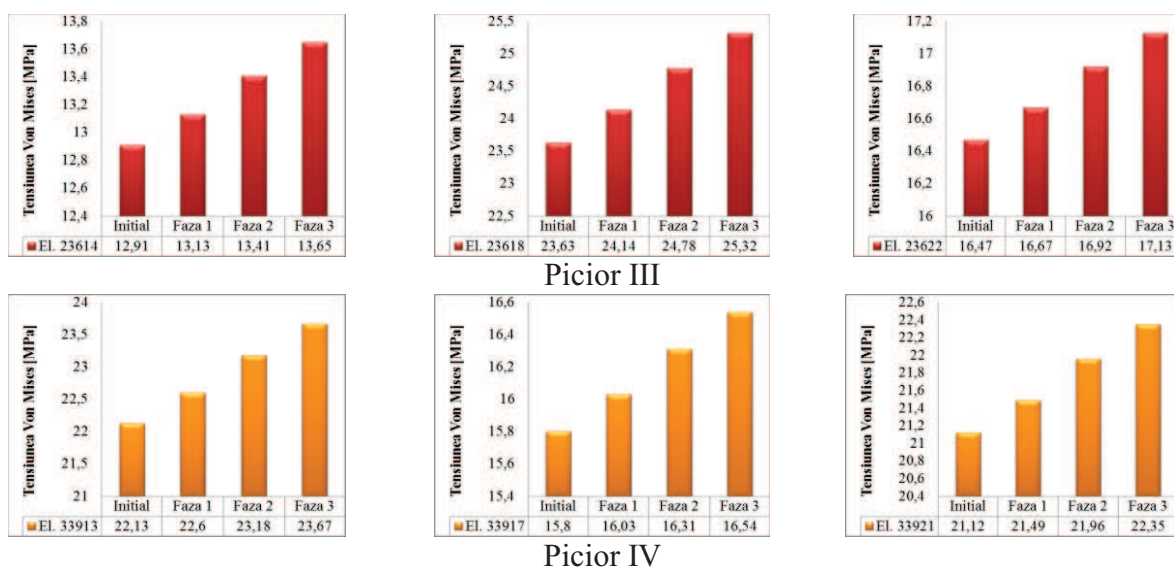 Tensiunea Von Mises [MPa]
13,8
13,6
13,4
13,2
13
12,8
12,6
12,4
Initial Faza 1 Faza 2 Faza 3
El. 23614 12,91 13,13 13,41 13,65
Tensiunea Von Mises [MPa]
25,5
25
24,5
24
23,5
23
22,5
Initial Faza 1 Faza 2 Faza 3
El. 23618 23,63 24,14 24,78 25,32
Tensiunea Von Mises [MPa]
17,2
17
16,8
16,6
16,4
16,2
16
Initial Faza 1 Faza 2 Faza 3
El. 23622 16,47 16,67 16,92 17,13
Picior III
Tensiunea Von Mises [MPa]
24
23,5
23
22,5
22
21,5
21
Initial Faza 1 Faza 2 Faza 3
El. 33913 22,13 22,6 23,18 23,67
Tensiunea Von Mises [MPa]
16,6
16,4
16,2
16
15,8
15,6
15,4
Initial Faza 1 Faza 2 Faza 3
El. 33917 15,8 16,03 16,31 16,54
Tensiunea Von Mises [MPa]
22,6
22,4
22,2
22
21,8
21,6
21,4
21,2
21
20,8
20,6
20,4
Initial Faza 1 Faza 2 Faza 3
El. 33921 21,12 21,49 21,96 22,35
Picior IV